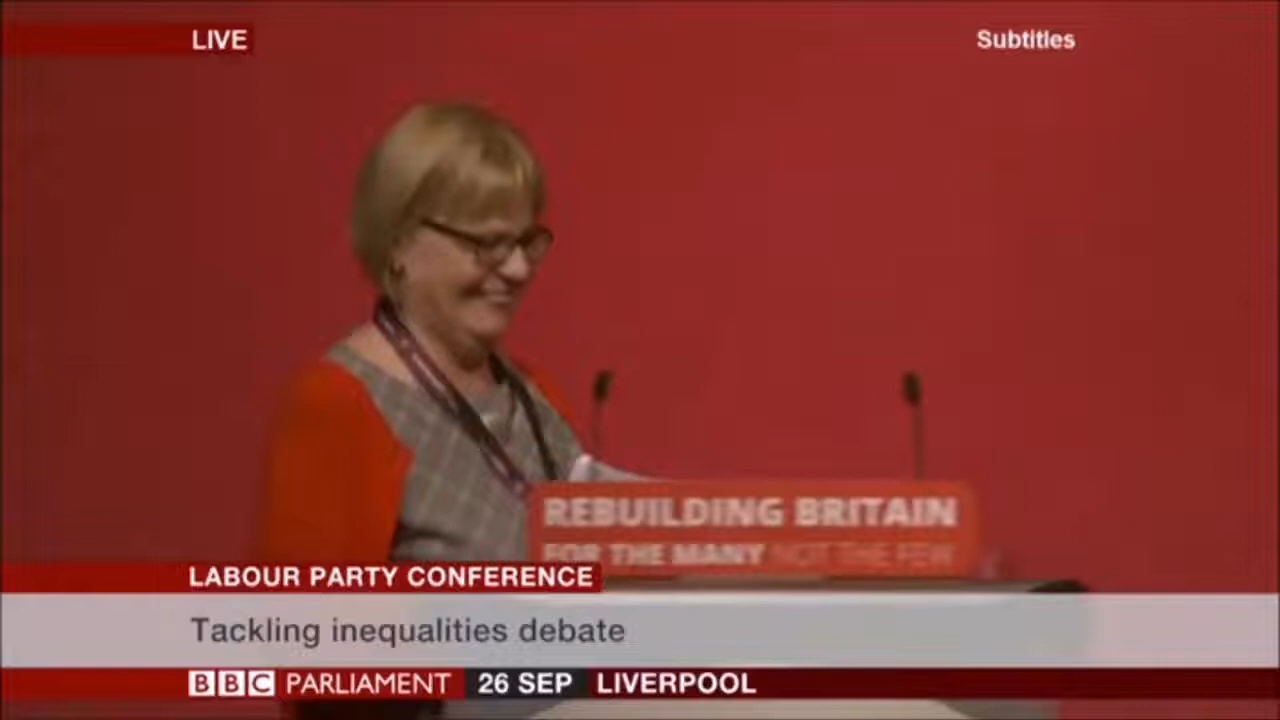 LIVE
Subtitles
REBUILDING BRITAIN
FOR THE MANY NOT THE FEW
LABOUR PARTY CONFERENCE
Tackling inequalities debate
BBC PARLIAMENT 26 SEP LIVERPOOL